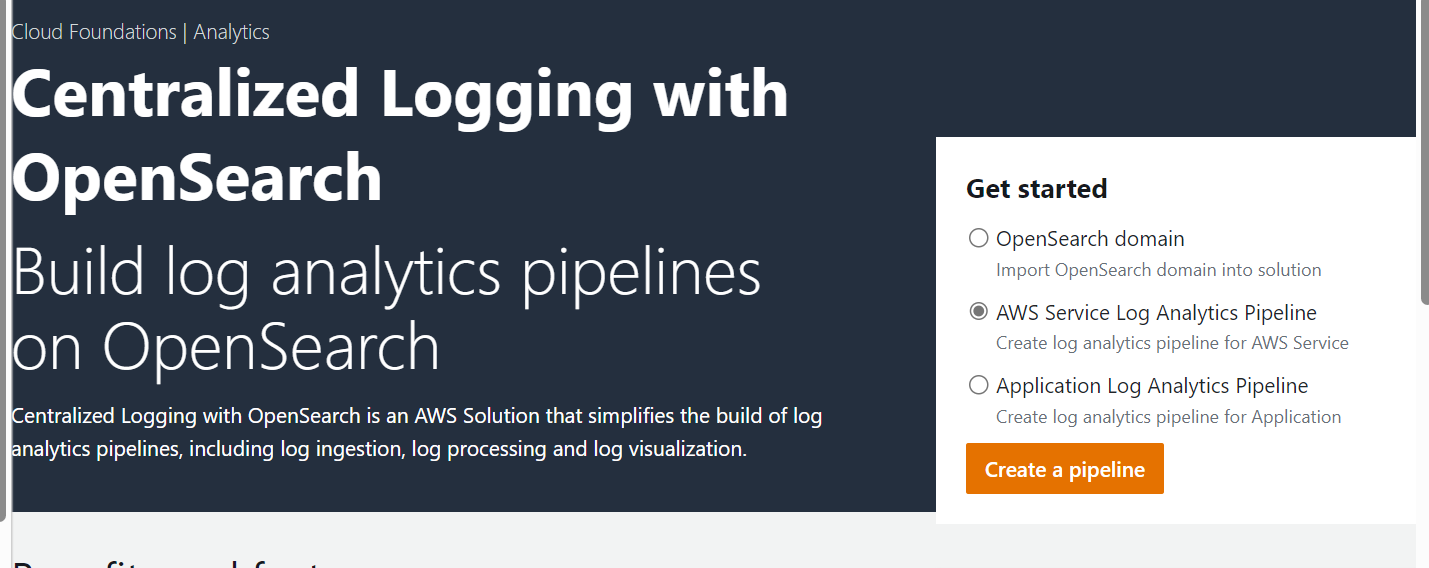 Cloud Foundations | Analytics
Centralized Logging with
OpenSearch
Build log analytics pipelines
on OpenSearch
Centralized Logging with OpenSearch is an AWS Solution that simplifies the build of log
analytics pipelines, including log ingestion, log processing and log visualization.
Get started
OpenSearch domain
Import OpenSearch domain into solution
AWS Service Log Analytics Pipeline
Create log analytics pipeline for AWS Service
Application Log Analytics Pipeline
Create log analytics pipeline for Application
Create a pipeline